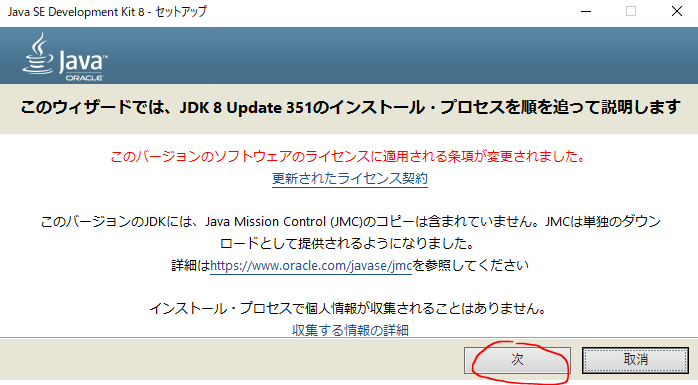 Java SE Development Kit 8 - セットアップ
Java™
ORACLE
このウィザードでは、JDK 8 Update 351のインストール・プロセスを順を追って説明します
このバージョンのソフトウェアのライセンスに適用される条項が変更されました。
更新されたライセンス契約
このバージョンのJDKには、Java Mission Control (JMC)のコピーは含まれていません。JMCは単独のダウン
ロードとして提供されるようになりました。
詳細はhttps://www.oracle.com/javase/jmcを参照してください
インストール・プロセスで個人情報が収集されることはありません。
収集する情報の詳細
次
取消